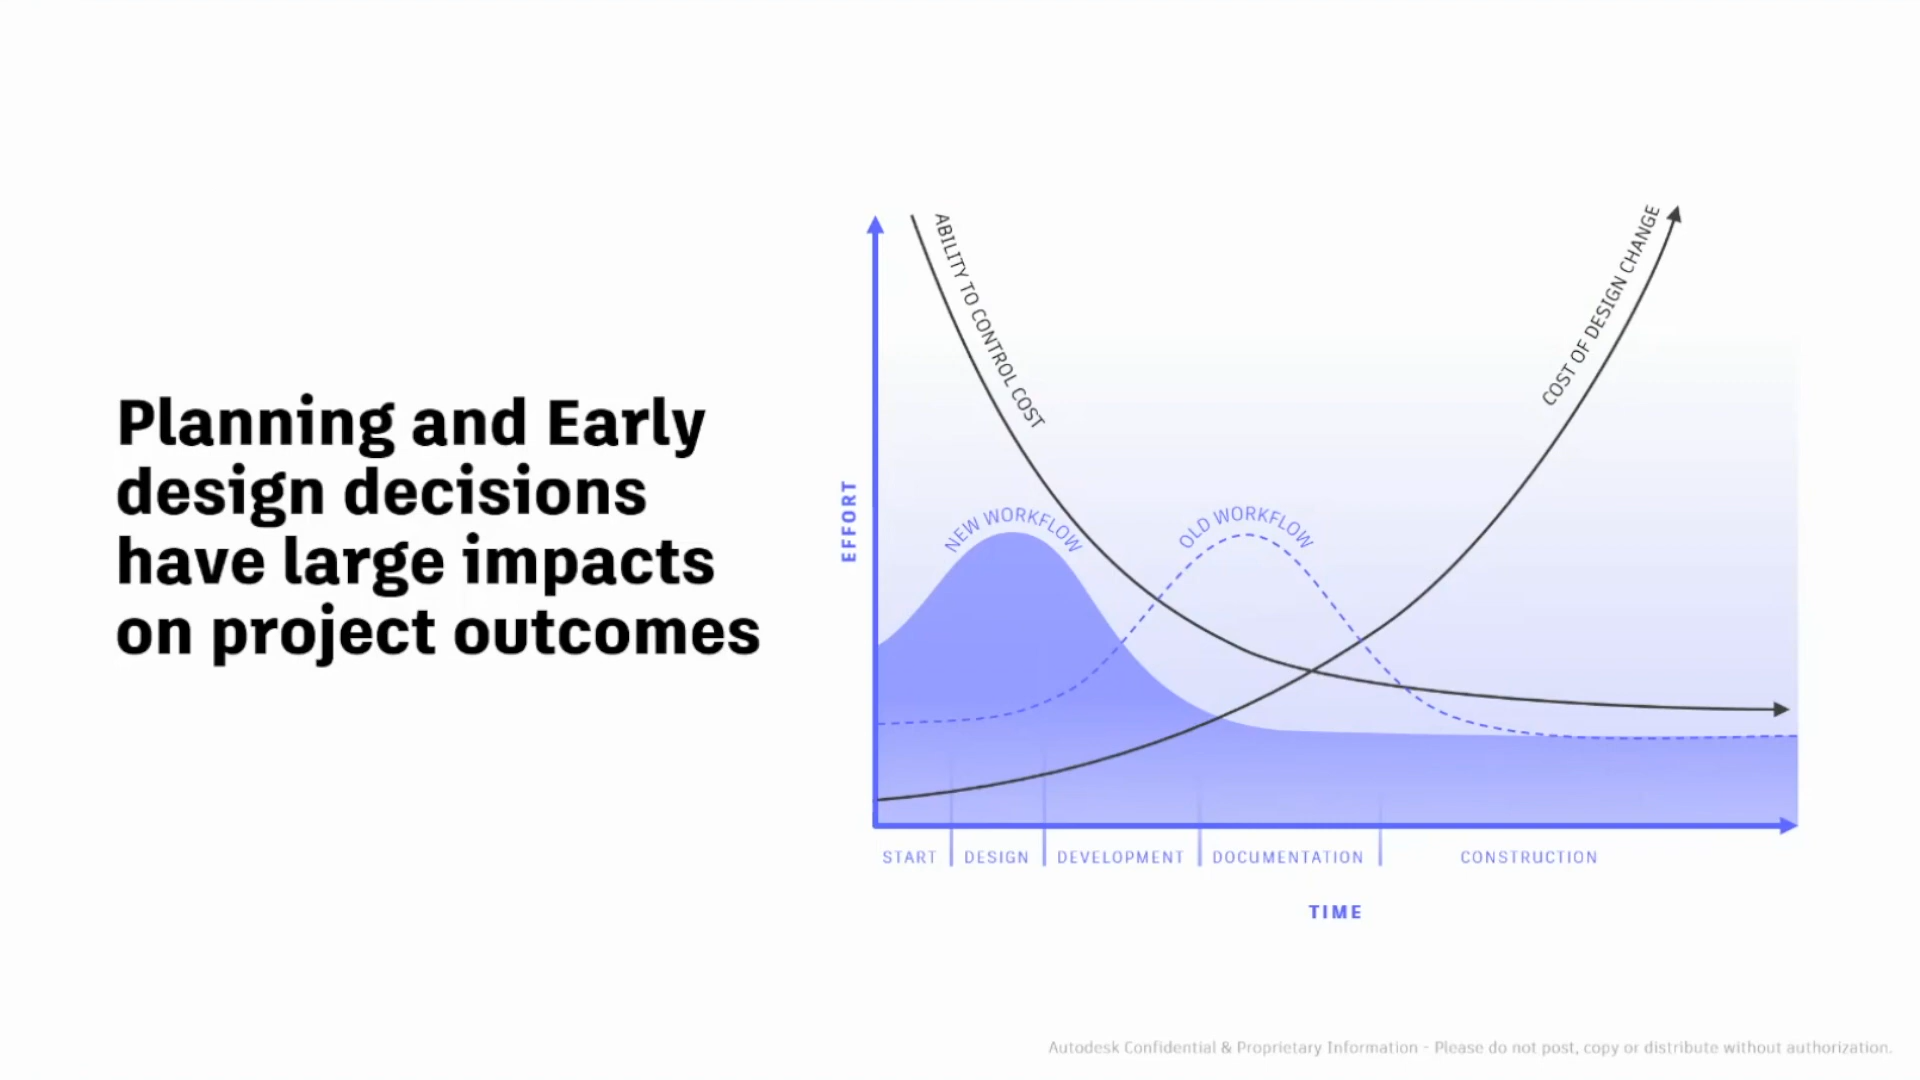 Planning and Early
design decisions
have large impacts
on project outcomes
ABILITY TO CONTROL COST
COST OF DESIGN CHANGE
NEW WORKFLOW
OLD WORKFLOW
EFFORT
START
DESIGN
DEVELOPMENT
DOCUMENTATION
CONSTRUCTION
TIME
Autodesk Confidential & Proprietary Information - Please do not post, copy or distribute without authorization.